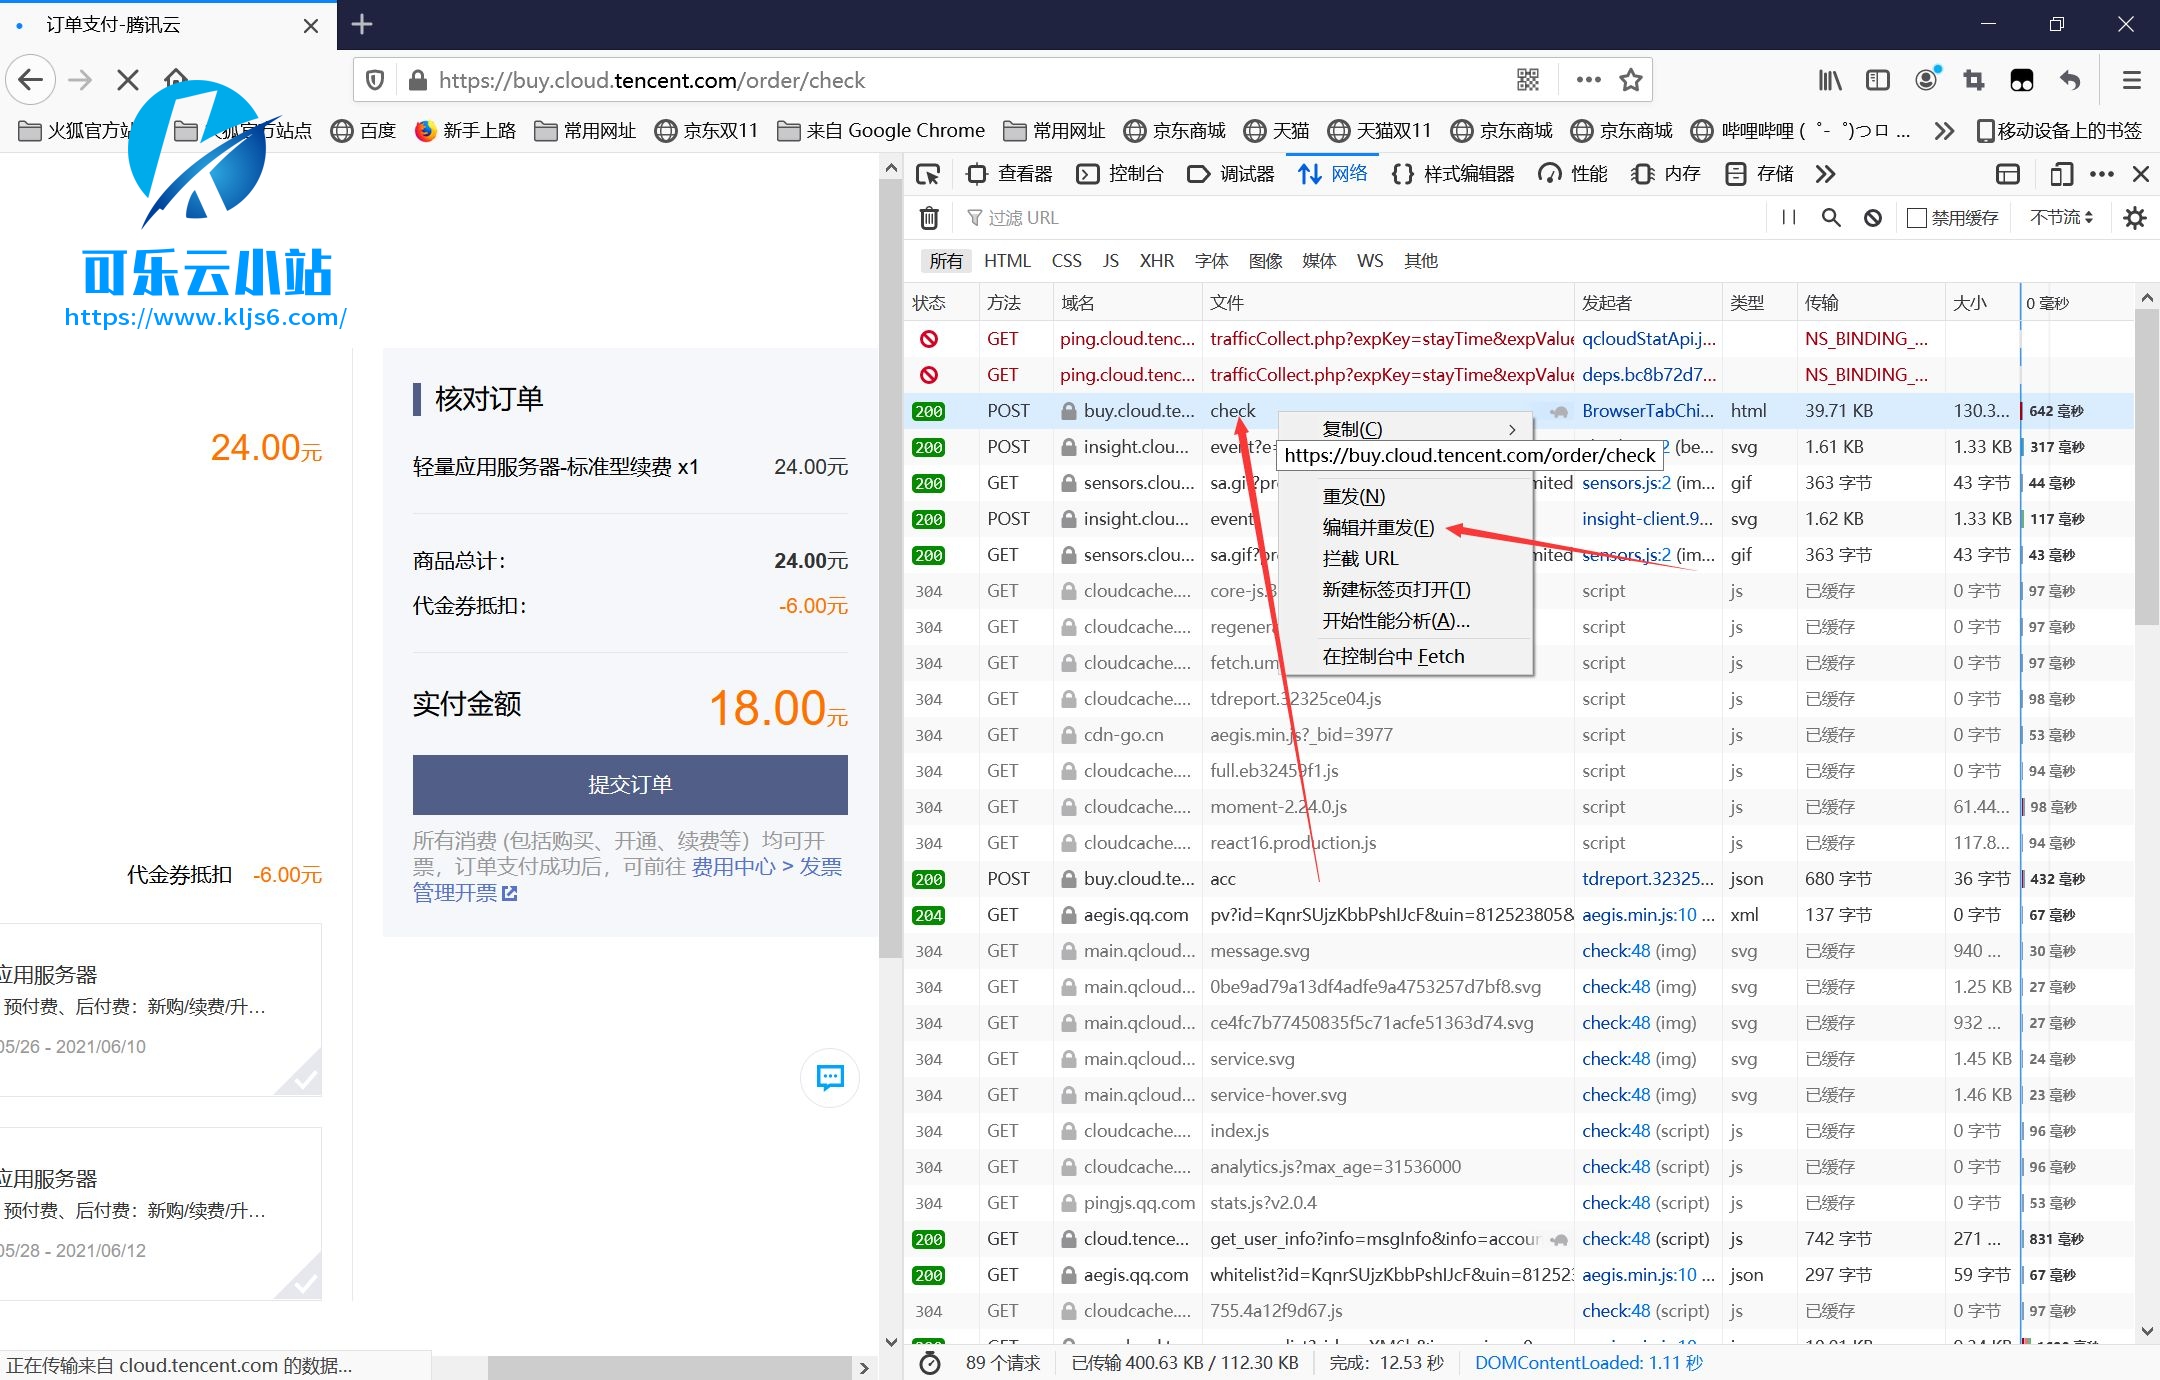 订单支付-腾讯云
https://buy.cloud.tencent.com/order/check
火狐官方站 火狐官方站点 百度 新手上路 常用网址 京东双11 来自 Google Chrome 常用网址 京东商城 天猫 天猫双11 京东商城 京东商城 哔哩哔哩 ( ゜- ゜)つロ ... 移动设备上的书签
可乐云小站
https://www.kljs6.com/
24.00元
核对订单
轻量应用服务器-标准型续费 x1 24.00元
商品总计： 24.00元
代金券抵扣： -6.00元
实付金额 18.00元
提交订单
所有消费 (包括购买、开通、续费等）均可开
票，订单支付成功后，可前往 费用中心 > 发票
管理开票
代金券抵扣 -6.00元
应用服务器
预付费、后付费：新购/续费/升...
05/26 - 2021/06/10
应用服务器
预付费、后付费：新购/续费/升...
05/28 - 2021/06/12
正在传输来自 cloud.tencent.com 的数据...
查看器 控制台 调试器 网络 样式编辑器 性能 内存 存储
过滤 URL 禁用缓存 不节流
所有 HTML CSS JS XHR 字体 图像 媒体 WS 其他
状态 方法 域名 文件 发起者 类型 传输 大小 0 毫秒
GET ping.cloud.tenc... trafficCollect.php?expKey=stayTime&expValue qcloudStatApi.j... NS_BINDING_...
GET ping.cloud.tenc... trafficCollect.php?expKey=stayTime&expValue deps.bc8b72d7... NS_BINDING_...
200 POST buy.cloud.te... check BrowserTabChi... html 39.71 KB 130.3... 642 毫秒
200 POST insight.clou... event?e= 2 (be... svg 1.61 KB 1.33 KB 317 毫秒
200 GET sensors.clou... sa.gif?pr mited sensors.js:2 (im... gif 363 字节 43 字节 44 毫秒
200 POST insight.clou... event insight-client.9... svg 1.62 KB 1.33 KB 117 毫秒
200 GET sensors.clou... sa.gif?pr mited sensors.js:2 (im... gif 363 字节 43 字节 43 毫秒
304 GET cloudcache.... core-js.3 script js 已缓存 0 字节 97 毫秒
304 GET cloudcache.... regenera script js 已缓存 0 字节 97 毫秒
304 GET cloudcache.... fetch.um script js 已缓存 0 字节 97 毫秒
304 GET cloudcache.... tdreport.32325ce04.js script js 已缓存 0 字节 98 毫秒
304 GET cdn-go.cn aegis.min.js?_bid=3977 script js 已缓存 0 字节 53 毫秒
304 GET cloudcache.... full.eb32459f1.js script js 已缓存 0 字节 94 毫秒
304 GET cloudcache.... moment-2.24.0.js script js 已缓存 61.44... 98 毫秒
304 GET cloudcache.... react16.production.js script js 已缓存 117.8... 94 毫秒
200 POST buy.cloud.te... acc tdreport.32325... json 680 字节 36 字节 432 毫秒
204 GET aegis.qq.com pv?id=KqnrSUjzKbbPshIJcF&uin=812523805& aegis.min.js:10 ... xml 137 字节 0 字节 67 毫秒
304 GET main.qcloud... message.svg check:48 (img) svg 已缓存 940 ... 30 毫秒
304 GET main.qcloud... 0be9ad79a13df4adfe9a4753257d7bf8.svg check:48 (img) svg 已缓存 1.25 KB 27 毫秒
304 GET main.qcloud... ce4fc7b77450835f5c71acfe51363d74.svg check:48 (img) svg 已缓存 932 ... 27 毫秒
304 GET main.qcloud... service.svg check:48 (img) svg 已缓存 1.45 KB 24 毫秒
304 GET main.qcloud... service-hover.svg check:48 (img) svg 已缓存 1.46 KB 23 毫秒
304 GET cloudcache.... index.js check:48 (script) js 已缓存 0 字节 96 毫秒
304 GET cloudcache.... analytics.js?max_age=31536000 check:48 (script) js 已缓存 0 字节 96 毫秒
304 GET pingjs.qq.com stats.js?v2.0.4 check:48 (script) js 已缓存 0 字节 53 毫秒
200 GET cloud.tence... get_user_info?info=msgInfo&info=accour check:48 (script) js 742 字节 271 ... 831 毫秒
200 GET aegis.qq.com whitelist?id=KqnrSUjzKbbPshIJcF&uin=81252 aegis.min.js:10 ... json 297 字节 59 字节 67 毫秒
304 GET cloudcache.... 755.4a12f9d67.js check:48 (script) js 已缓存 0 字节 97 毫秒
复制(C)
https://buy.cloud.tencent.com/order/check
重发(N)
编辑并重发(E)
拦截 URL
新建标签页打开(T)
开始性能分析(A)...
在控制台中 Fetch
89 个请求 已传输 400.63 KB / 112.30 KB 完成：12.53 秒 DOMContentLoaded: 1.11 秒